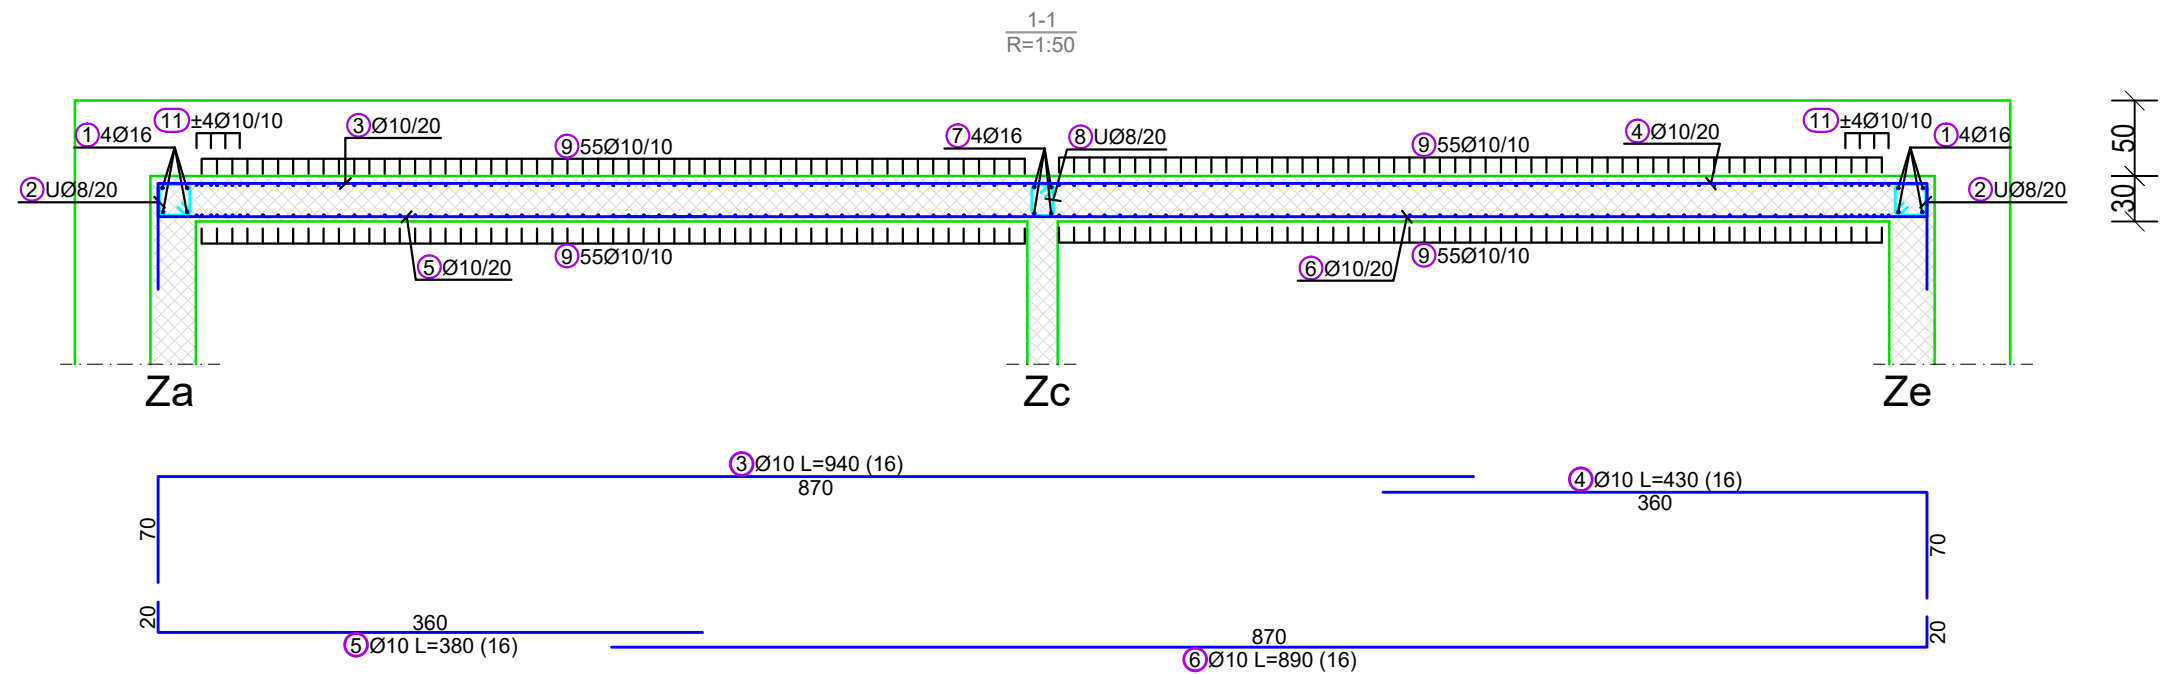 1-1
R=1:50
1 4Ø16
11 ±4Ø10/10
3 Ø10/20
9 55Ø10/10
7 4Ø16
8 UØ8/20
9 55Ø10/10
4 Ø10/20
11 ±4Ø10/10
1 4Ø16
50
2 UØ8/20
2 UØ8/20
30
5 Ø10/20
9 55Ø10/10
6 Ø10/20
9 55Ø10/10
Za
Zc
Ze
3 Ø10 L=940 (16)
870
4 Ø10 L=430 (16)
360
70
70
20
360
5 Ø10 L=380 (16)
870
6 Ø10 L=890 (16)
20